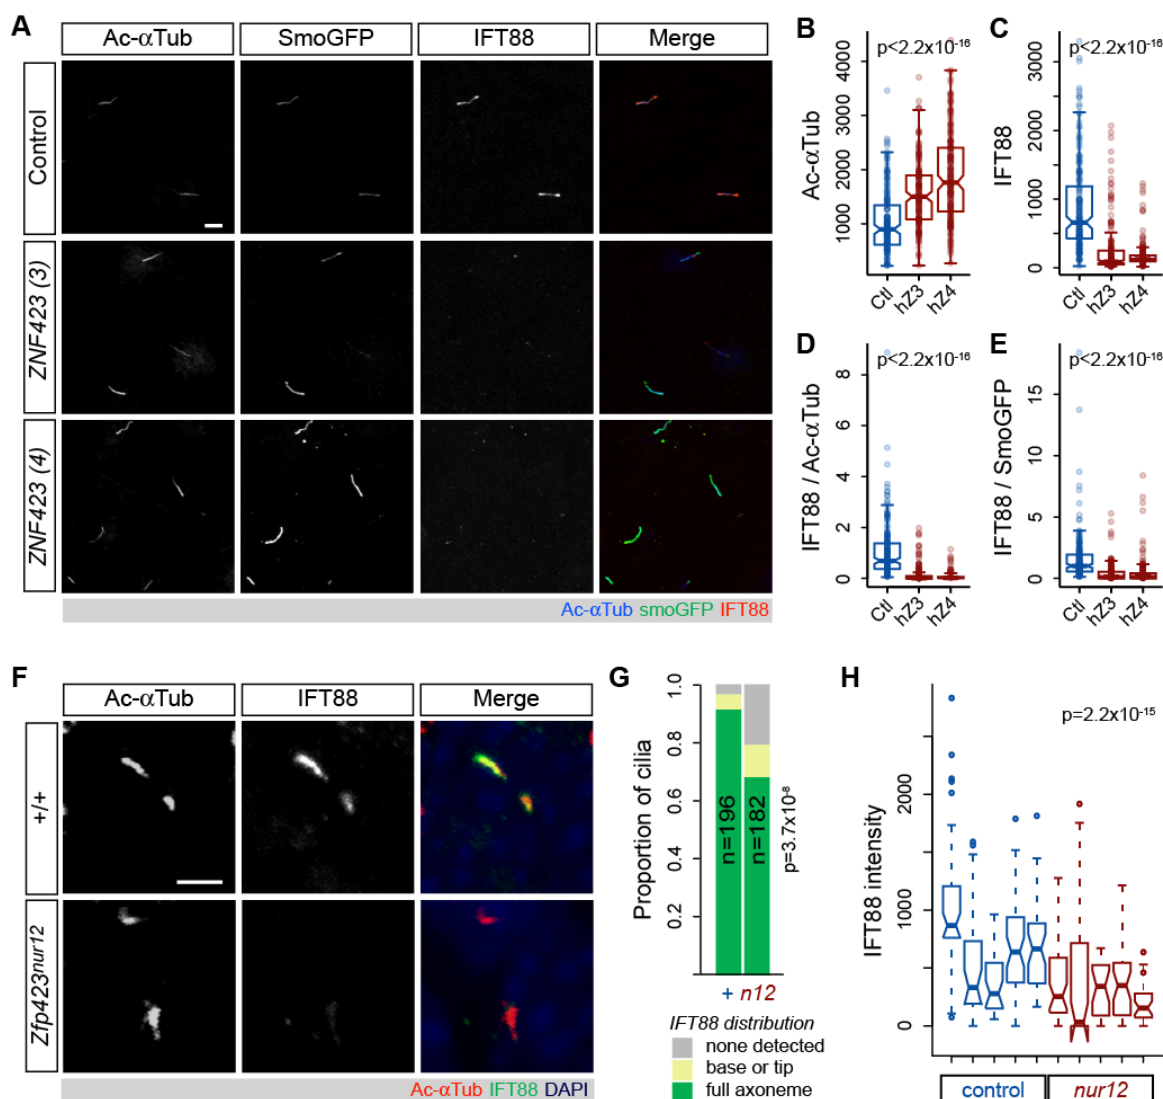 A
Ac-αTub SmoGFP IFT88 Merge
Control
ZNF423 (3)
ZNF423 (4)
Ac-αTub smoGFP IFT88
B
p<2.2x10-16
Ac-αTub
4000
3000
2000
1000
Ctl hZ3 hZ4
C
p<2.2x10-16
IFT88
3000
2000
1000
0
Ctl hZ3 hZ4
D
p<2.2x10-16
IFT88 / Ac-αTub
8
6
4
2
0
Ctl hZ3 hZ4
E
p<2.2x10-16
IFT88 / SmoGFP
15
10
5
0
Ctl hZ3 hZ4
F
Ac-αTub IFT88 Merge
+/+
Zfp423nur12
Ac-αTub IFT88 DAPI
G
Proportion of cilia
1.0
0.8
0.6
0.4
0.2
n=196
n=182
p=3.7x10-8
+ n12
IFT88 distribution
none detected
base or tip
full axoneme
H
p=2.2x10-15
IFT88 intensity
2000
1000
0
control nur12